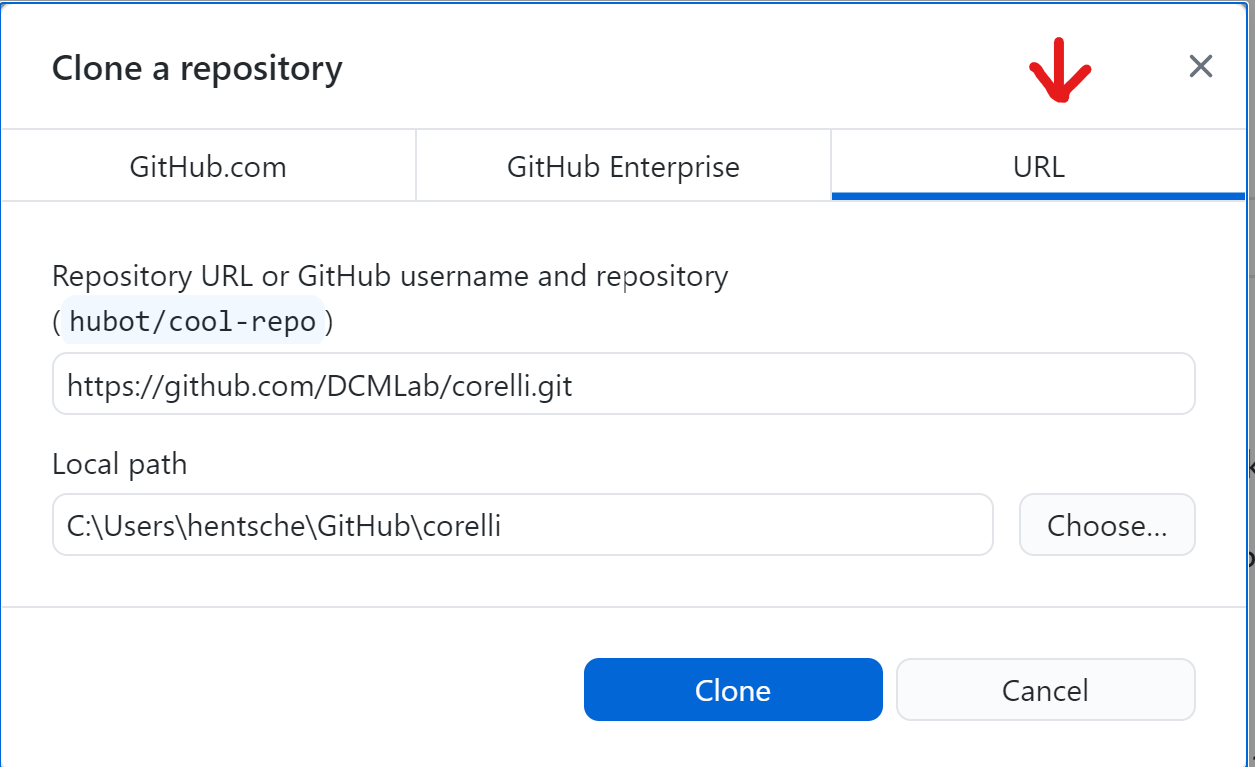 Clone a repository
GitHub.com
GitHub Enterprise
URL
Repository URL or GitHub username and repository
(hubot/cool-repo)
https://github.com/DCMLab/corelli.git
Local path
C:\Users\hentsche\GitHub\corelli
Choose...
Clone
Cancel